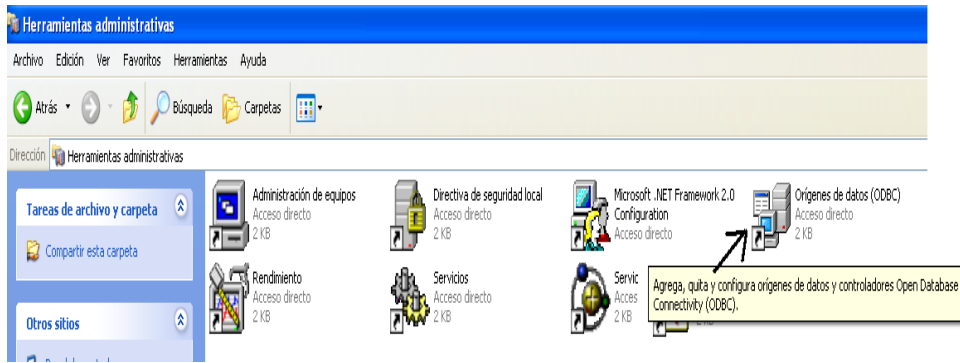 Herramientas administrativas
Archivo Edición Ver Favoritos Herramientas Ayuda
Atrás Búsqueda Carpetas
Dirección Herramientas administrativas
Tareas de archivo y carpeta
Compartir esta carpeta
Otros sitios
Administración de equipos
Acceso directo
2 KB
Directiva de seguridad local
Acceso directo
2 KB
Microsoft .NET Framework 2.0
Configuration
Acceso directo
Orígenes de datos (ODBC)
Acceso directo
2 KB
Rendimiento
Acceso directo
2 KB
Servicios
Acceso directo
2 KB
Servic
Acces
2 KB
Agrega, quita y configura orígenes de datos y controladores Open Database
Connectivity (ODBC).